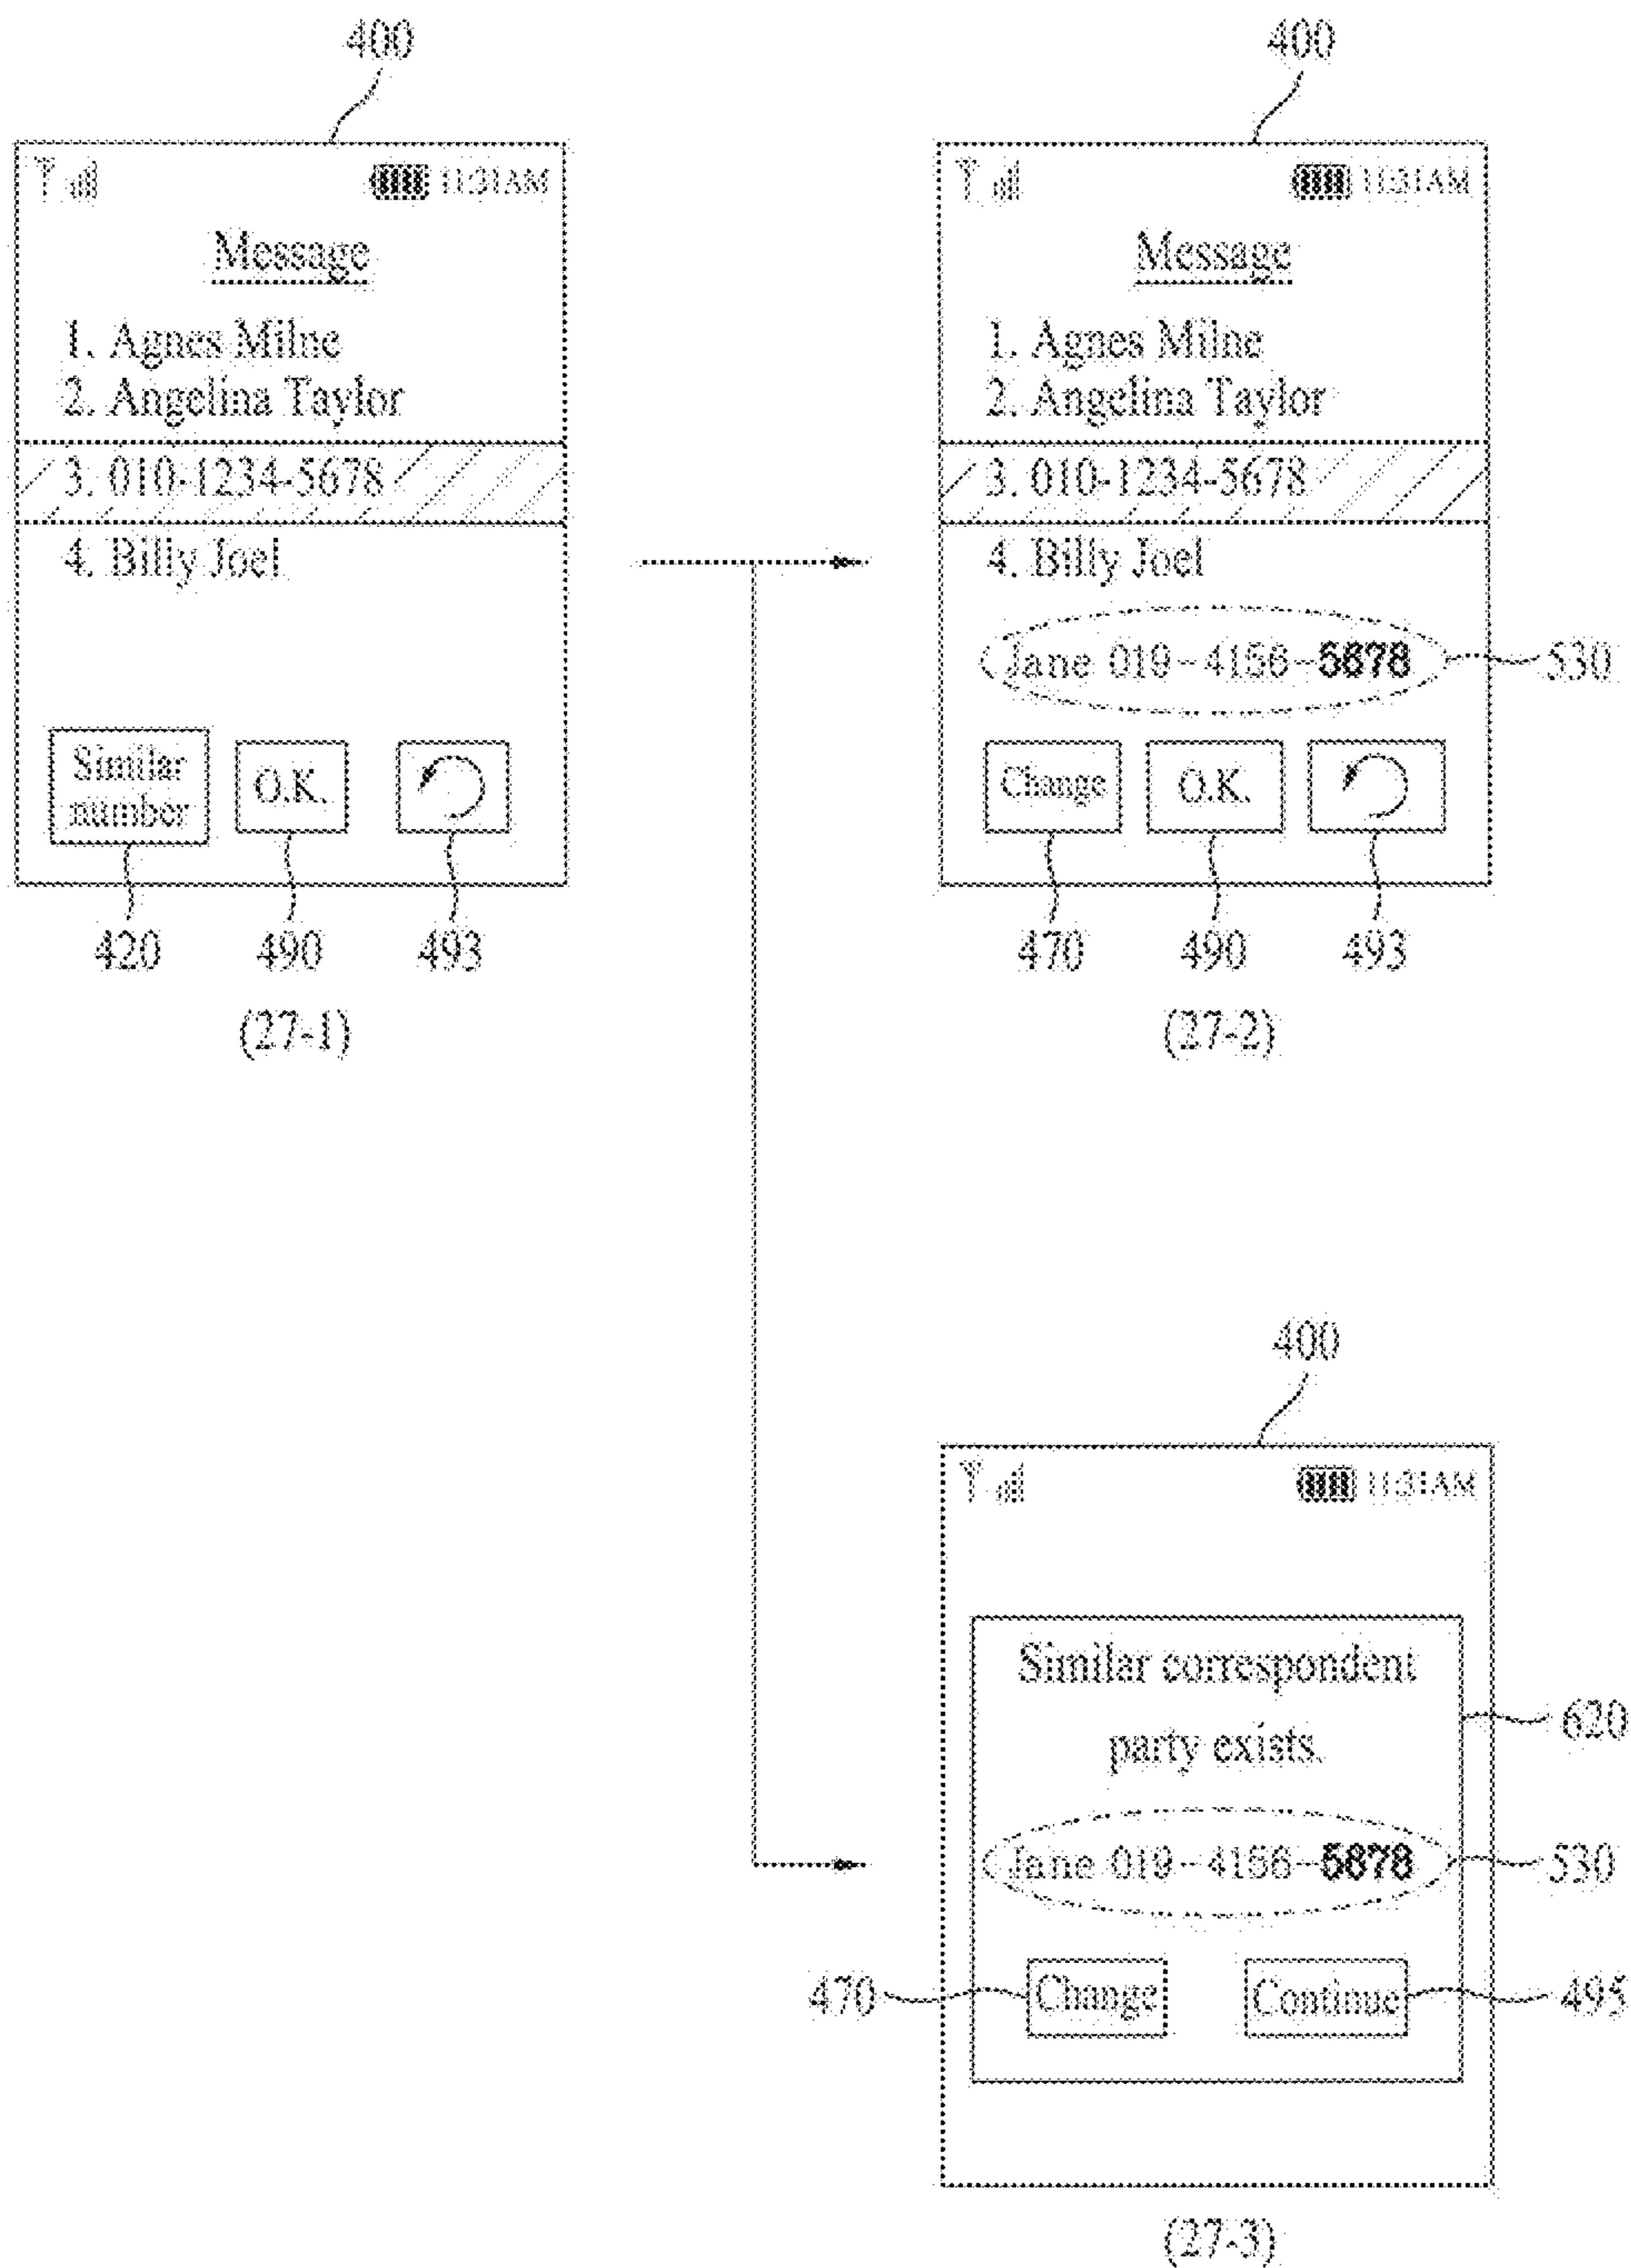 400
11:31AM
Message
1. Agnes Milne
2. Angelina Taylor
3. 010-1234-5678
4. Billy Joel
Similar
number
O.K.
420
490
493
(27-1)
400
11:31AM
Message
1. Agnes Milne
2. Angelina Taylor
3. 010-1234-5678
4. Billy Joel
Jane 019-4156-5678
530
Change
O.K.
470
490
493
(27-2)
400
11:31AM
Similar correspondent
party exists.
620
Jane 019-4156-5678
530
470
Change
Continue
495
(27-3)